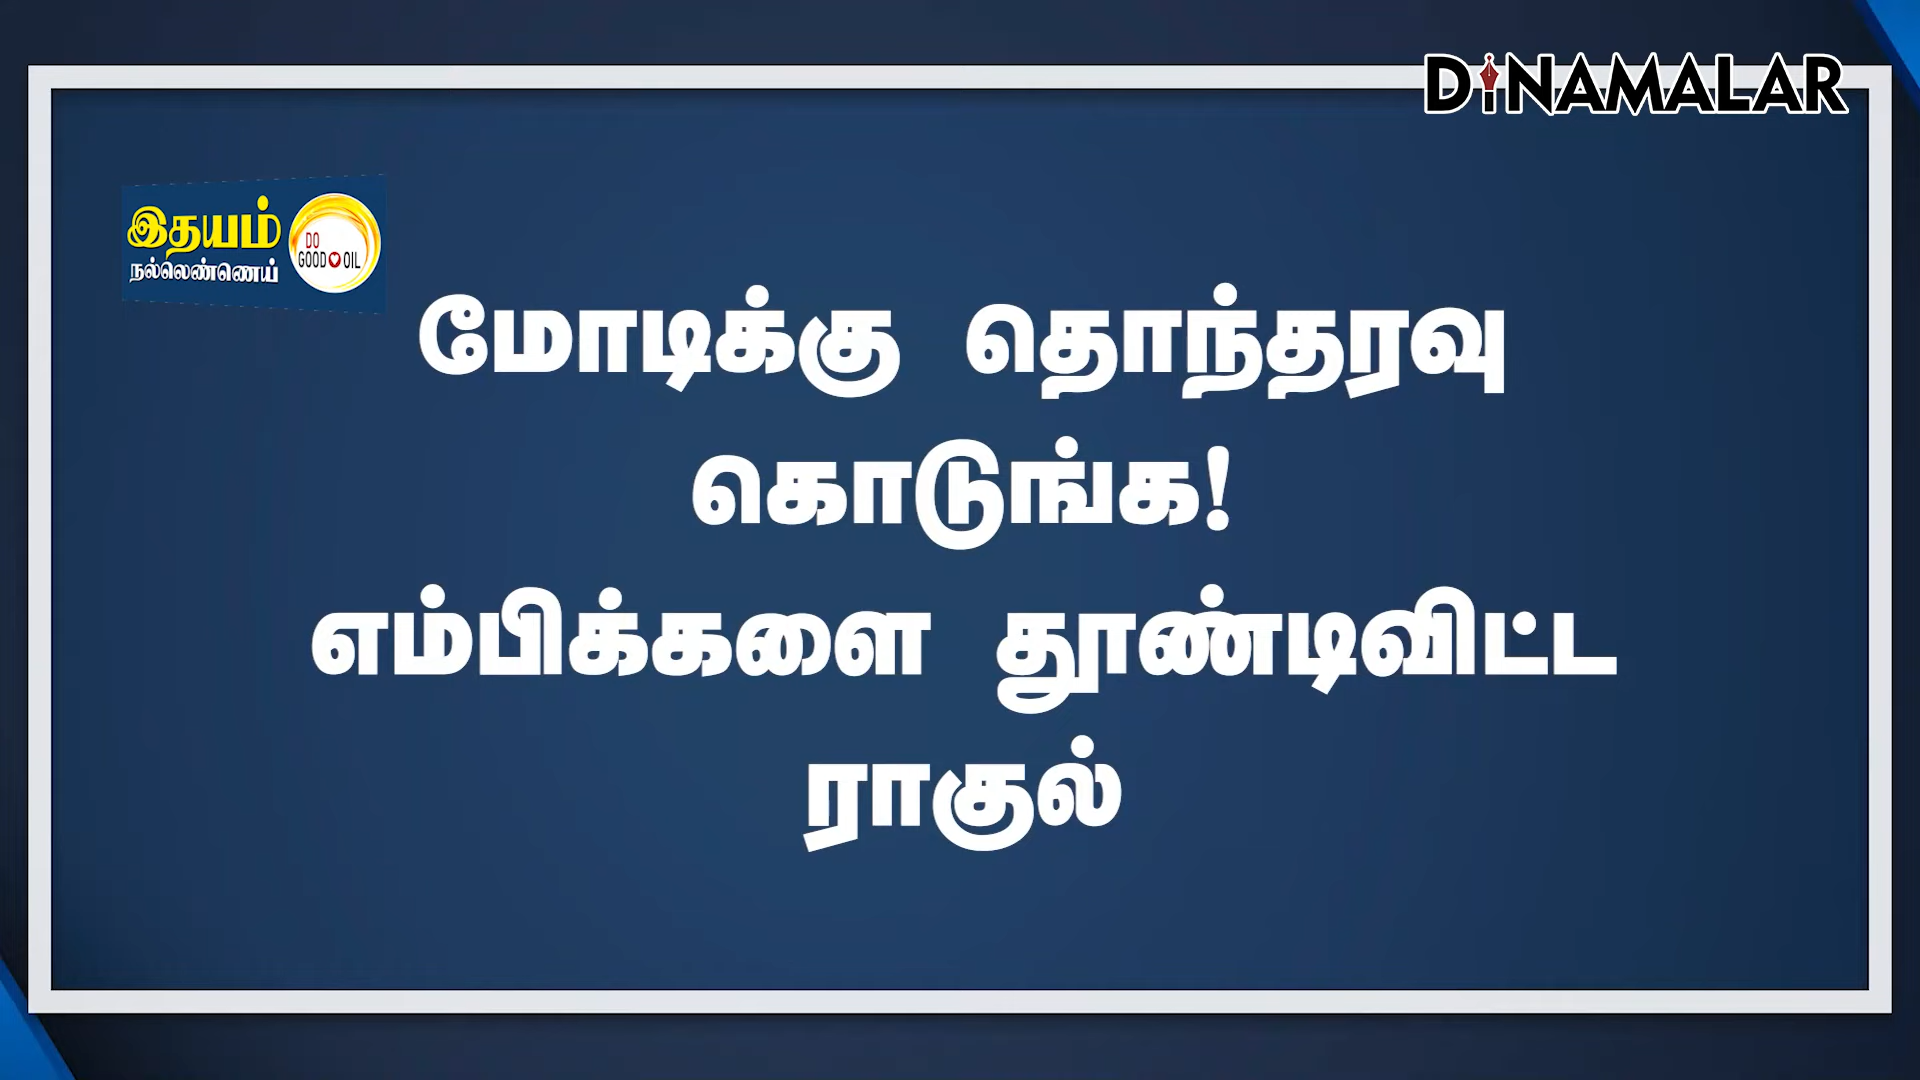 DINAMALAR
இதயம்
நல்லெண்ணெய்
DO
GOOD OIL
மோடிக்கு தொந்தரவு
கொடுங்க!
எம்பிக்களை தூண்டிவிட்ட
ராகுல்